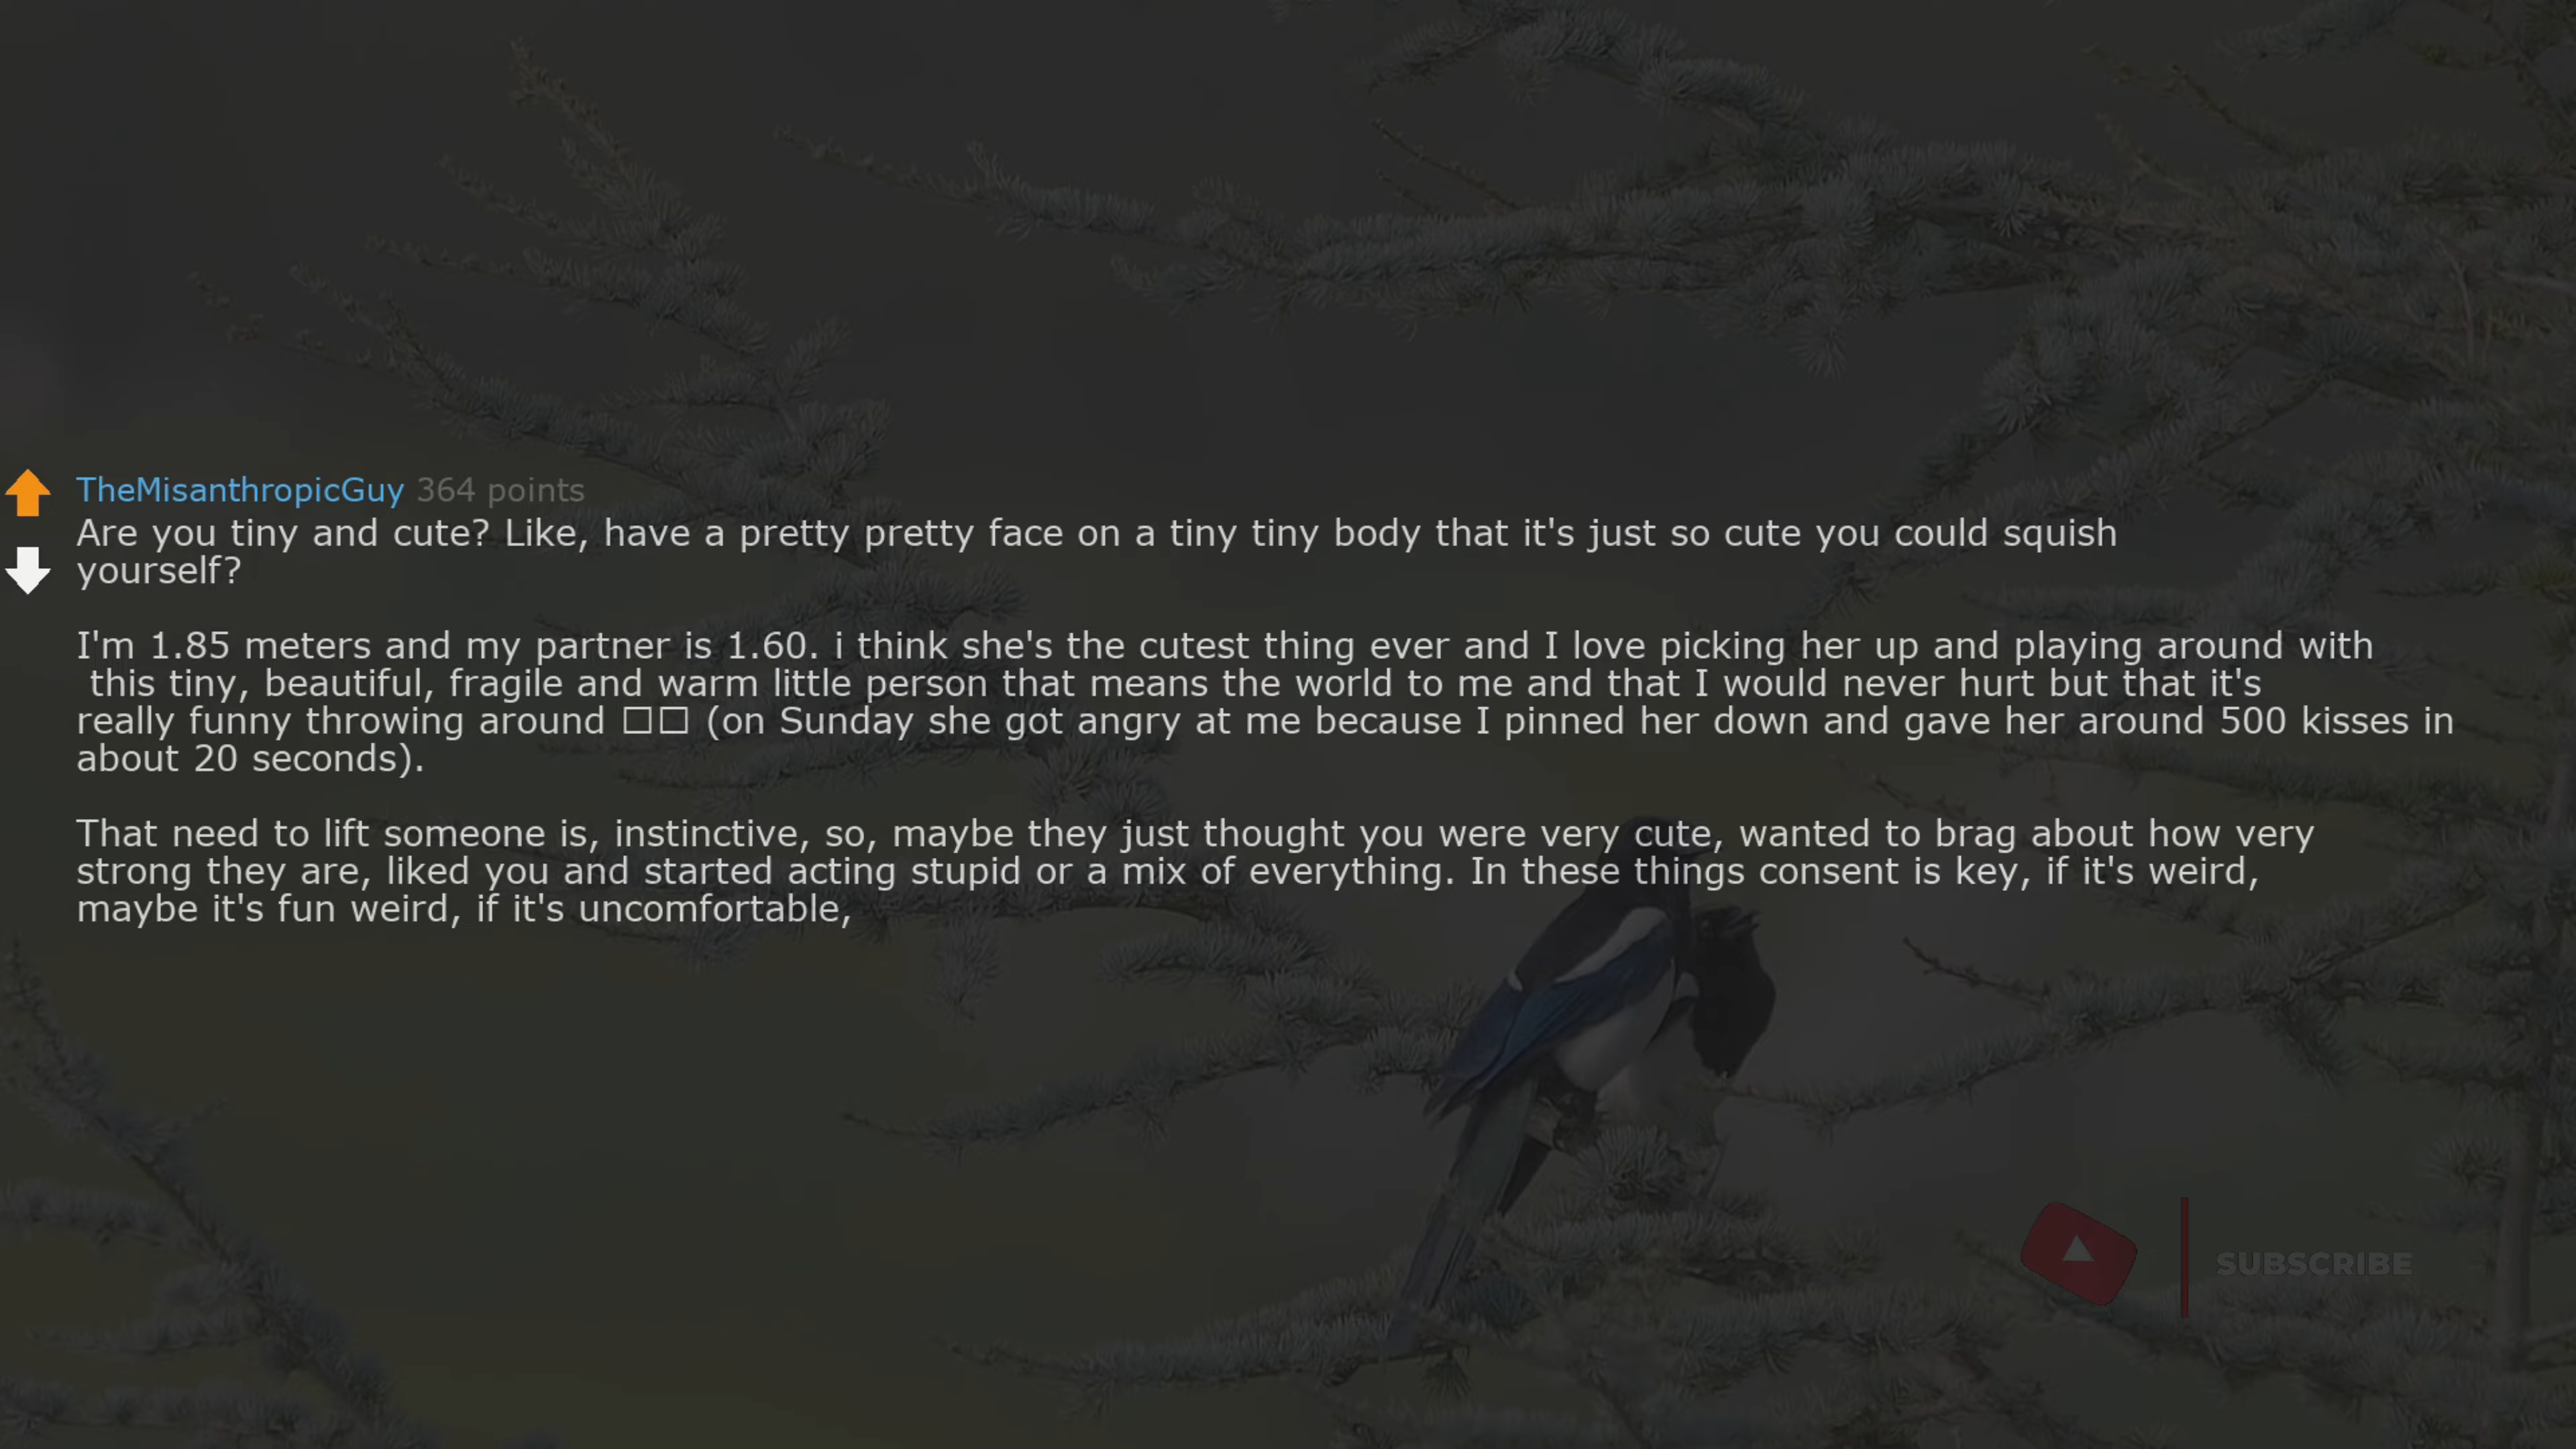 TheMisanthropicGuy 364 points
Are you tiny and cute? Like, have a pretty pretty face on a tiny tiny body that it's just so cute you could squish
yourself?
I'm 1.85 meters and my partner is 1.60. i think she's the cutest thing ever and I love picking her up and playing around with
this tiny, beautiful, fragile and warm little person that means the world to me and that I would never hurt but that it's
really funny throwing around □□ (on Sunday she got angry at me because I pinned her down and gave her around 500 kisses in
about 20 seconds).
That need to lift someone is, instinctive, so, maybe they just thought you were very cute, wanted to brag about how very
strong they are, liked you and started acting stupid or a mix of everything. In these things consent is key, if it's weird,
maybe it's fun weird, if it's uncomfortable,
SUBSCRIBE